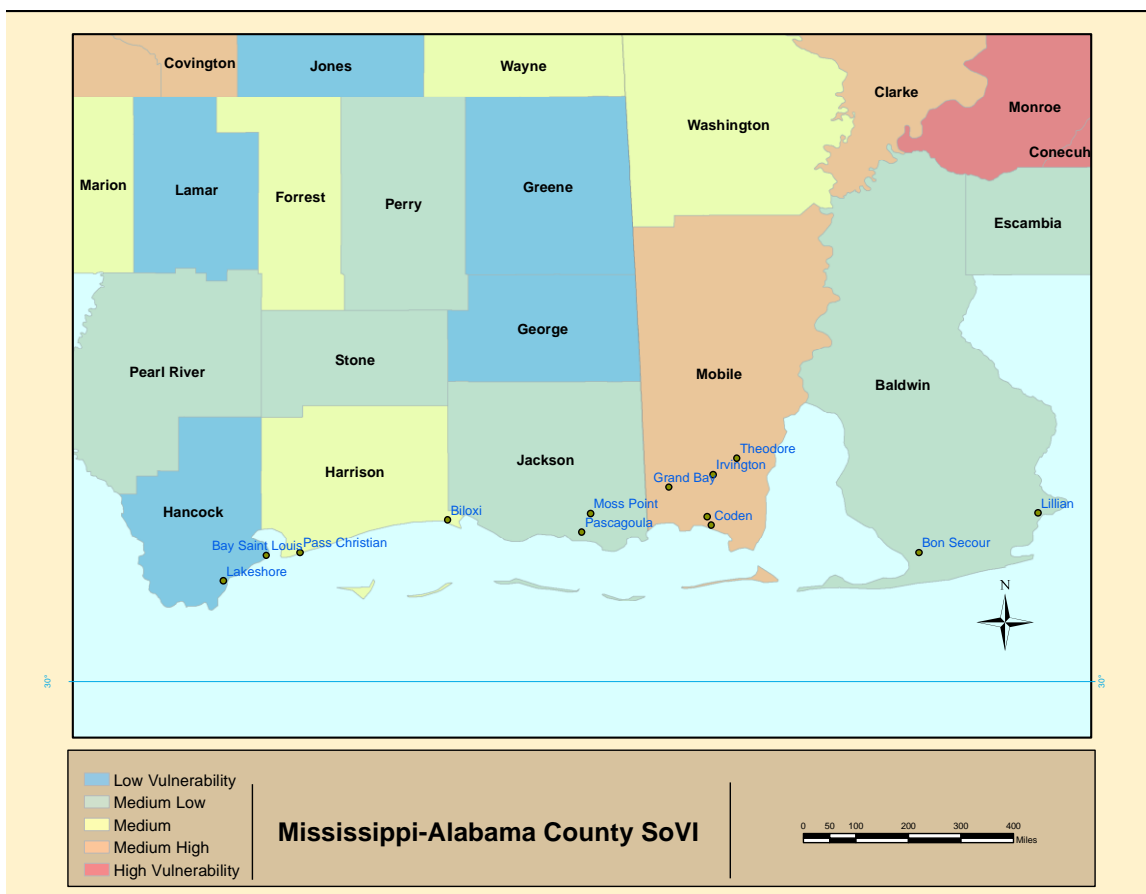 Covington
Jones
Wayne
Clarke
Monroe
Washington
Conecuh
Marion
Lamar
Forrest
Perry
Greene
Escambia
George
Pearl River
Stone
Mobile
Baldwin
Theodore
Harrison
Jackson
Irvington
Grand Bay
Hancock
Biloxi
Moss Point
Coden
Lillian
Pascagoula
Bay Saint Louis
Pass Christian
Bon Secour
Lakeshore
N
30°
30°
Low Vulnerability
Medium Low
Medium
Medium High
High Vulnerability
Mississippi-Alabama County SoVI
0 50 100 200 300 400
Miles